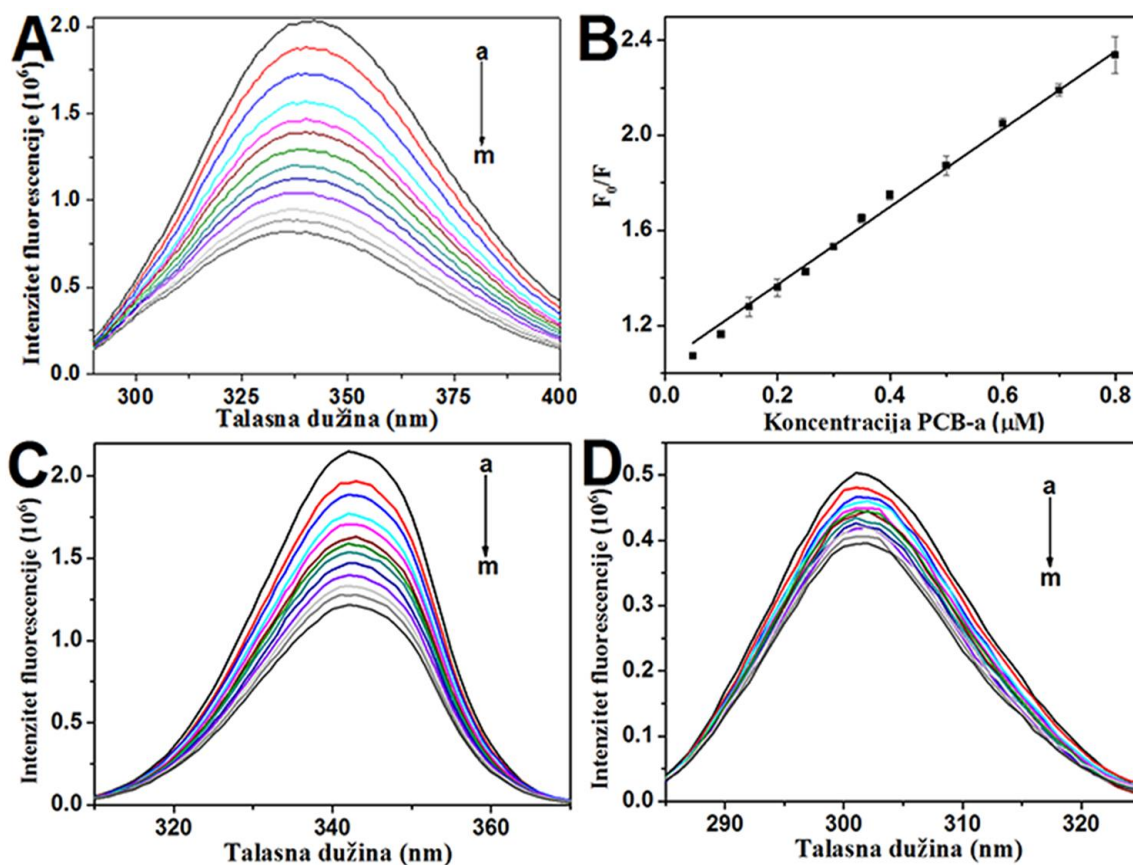 A
Intenzitet fluorescencije (10⁶)
2.0
1.5
1.0
0.5
0.0
a
m
300
325
350
375
400
Talasna dužina (nm)
B
F₀/F
2.4
2.0
1.6
1.2
0.0
0.2
0.4
0.6
0.8
Koncentracija PCB-a (µM)
C
Intenzitet fluorescencije (10⁶)
2.0
1.5
1.0
0.5
0.0
a
m
320
340
360
Talasna dužina (nm)
D
Intenzitet fluorescencije (10⁶)
0.5
0.4
0.3
0.2
0.1
0.0
a
m
290
300
310
320
Talasna dužina (nm)